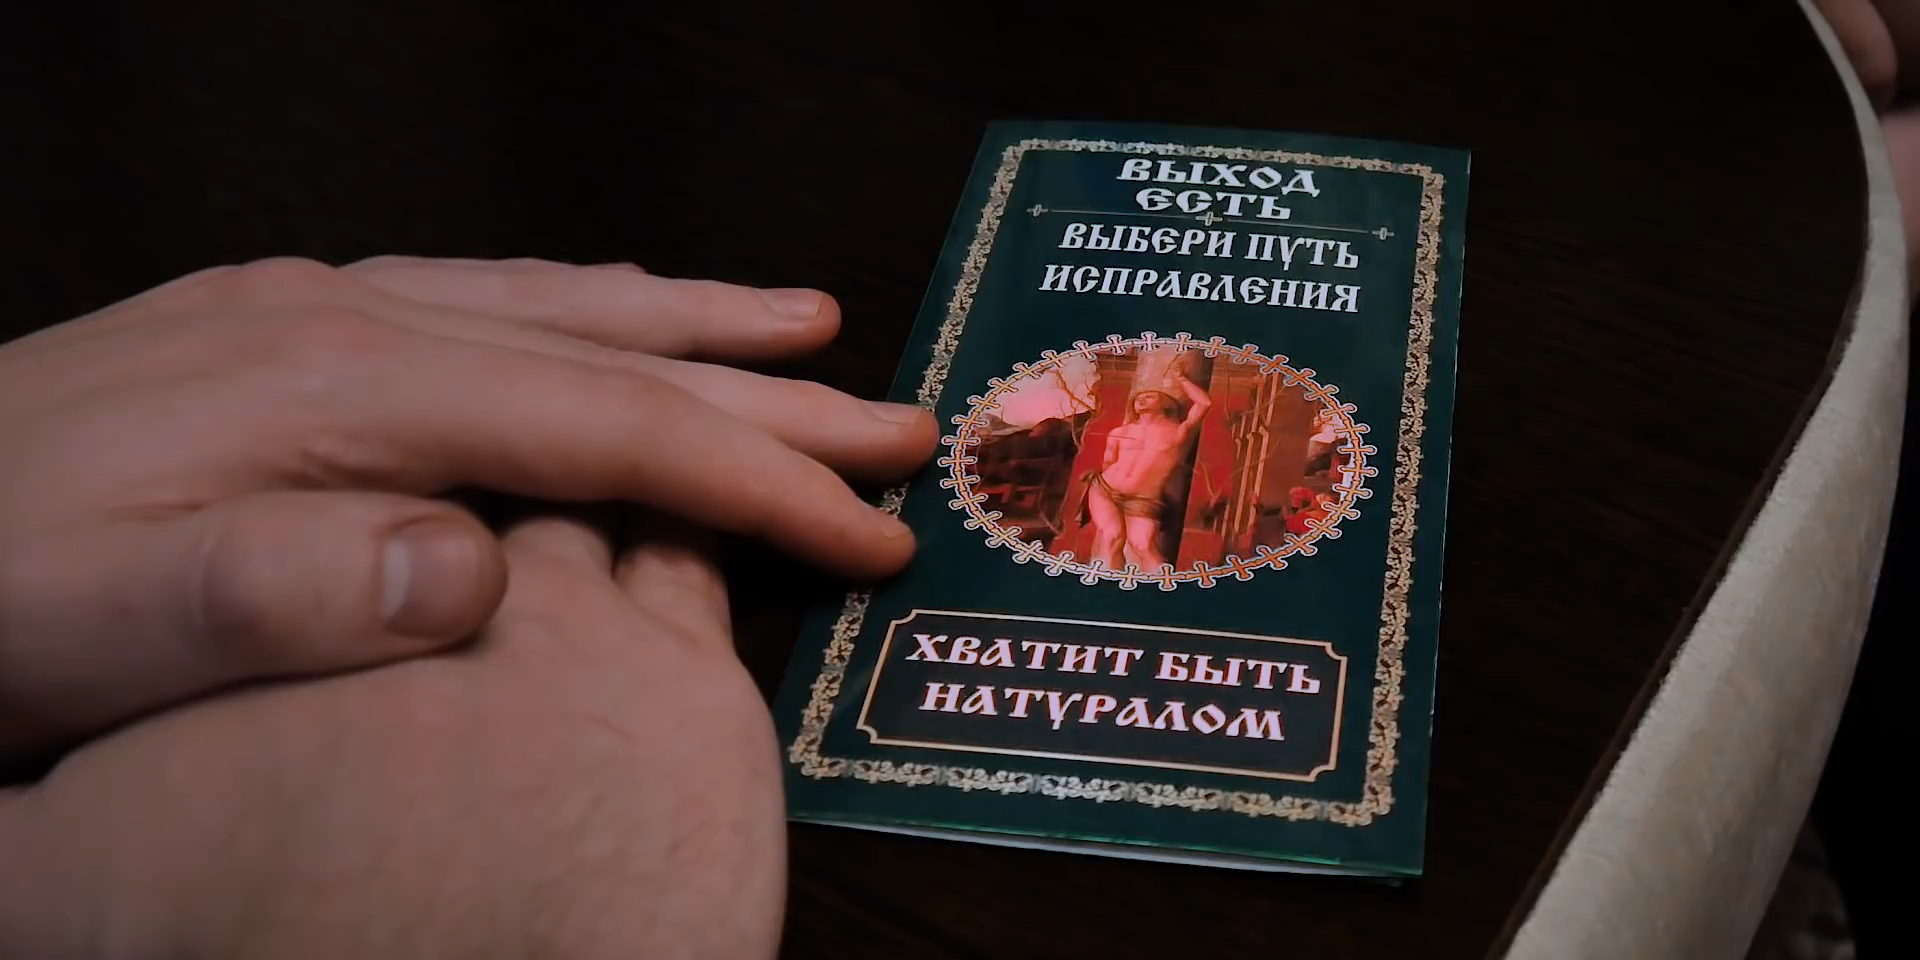 ВЫХОД
ЕСТЬ
ВЫБЕРИ ПУТЬ
ИСПРАВЛЕНИЯ
ХВАТИТ БЫТЬ
НАТУРАЛОМ